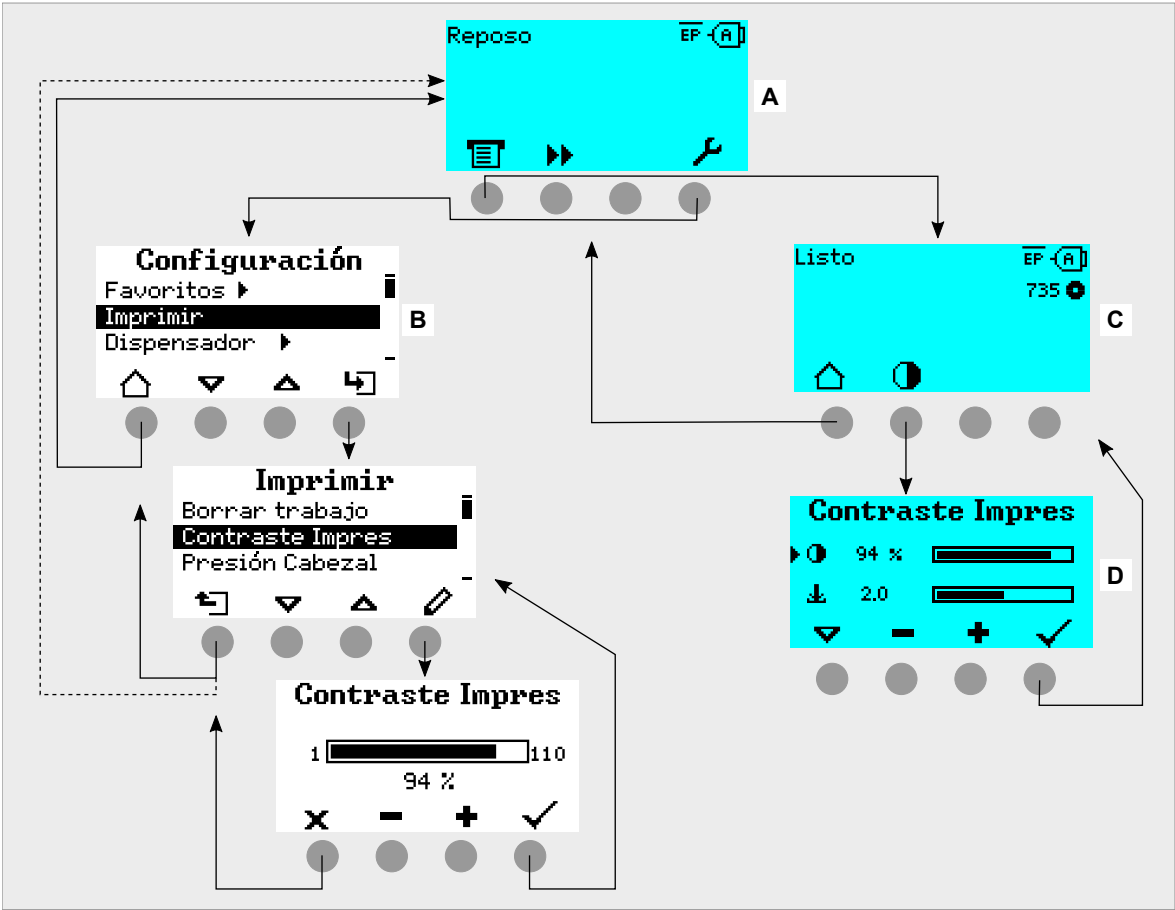 Reposo
EP A
A
Configuración
Favoritos
Imprimir
Dispensador
B
Listo
EP A
735
C
Imprimir
Borrar trabajo
Contraste Impres
Presión Cabezal
Contraste Impres
94 %
2.0
D
Contraste Impres
1 110
94 %